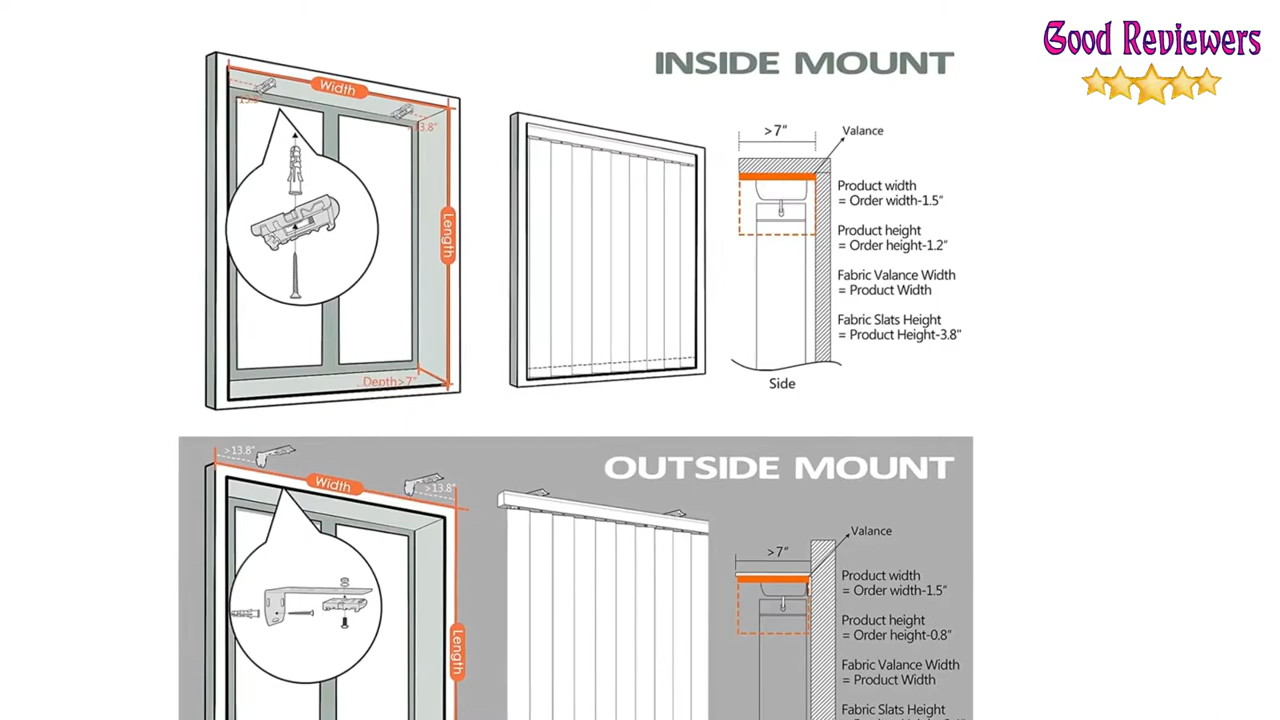 Good Reviewers
INSIDE MOUNT
Width
13.8"
>13.8"
Length
Depth>7"
>7"
Valance
Product width
= Order width-1.5"
Product height
= Order height-1.2"
Fabric Valance Width
= Product Width
Fabric Slats Height
= Product Height-3.8"
Side
OUTSIDE MOUNT
>13.8"
Width
>13.8"
Length
>7"
Valance
Product width
= Order width-1.5"
Product height
= Order height-0.8"
Fabric Valance Width
= Product Width
Fabric Slats Height